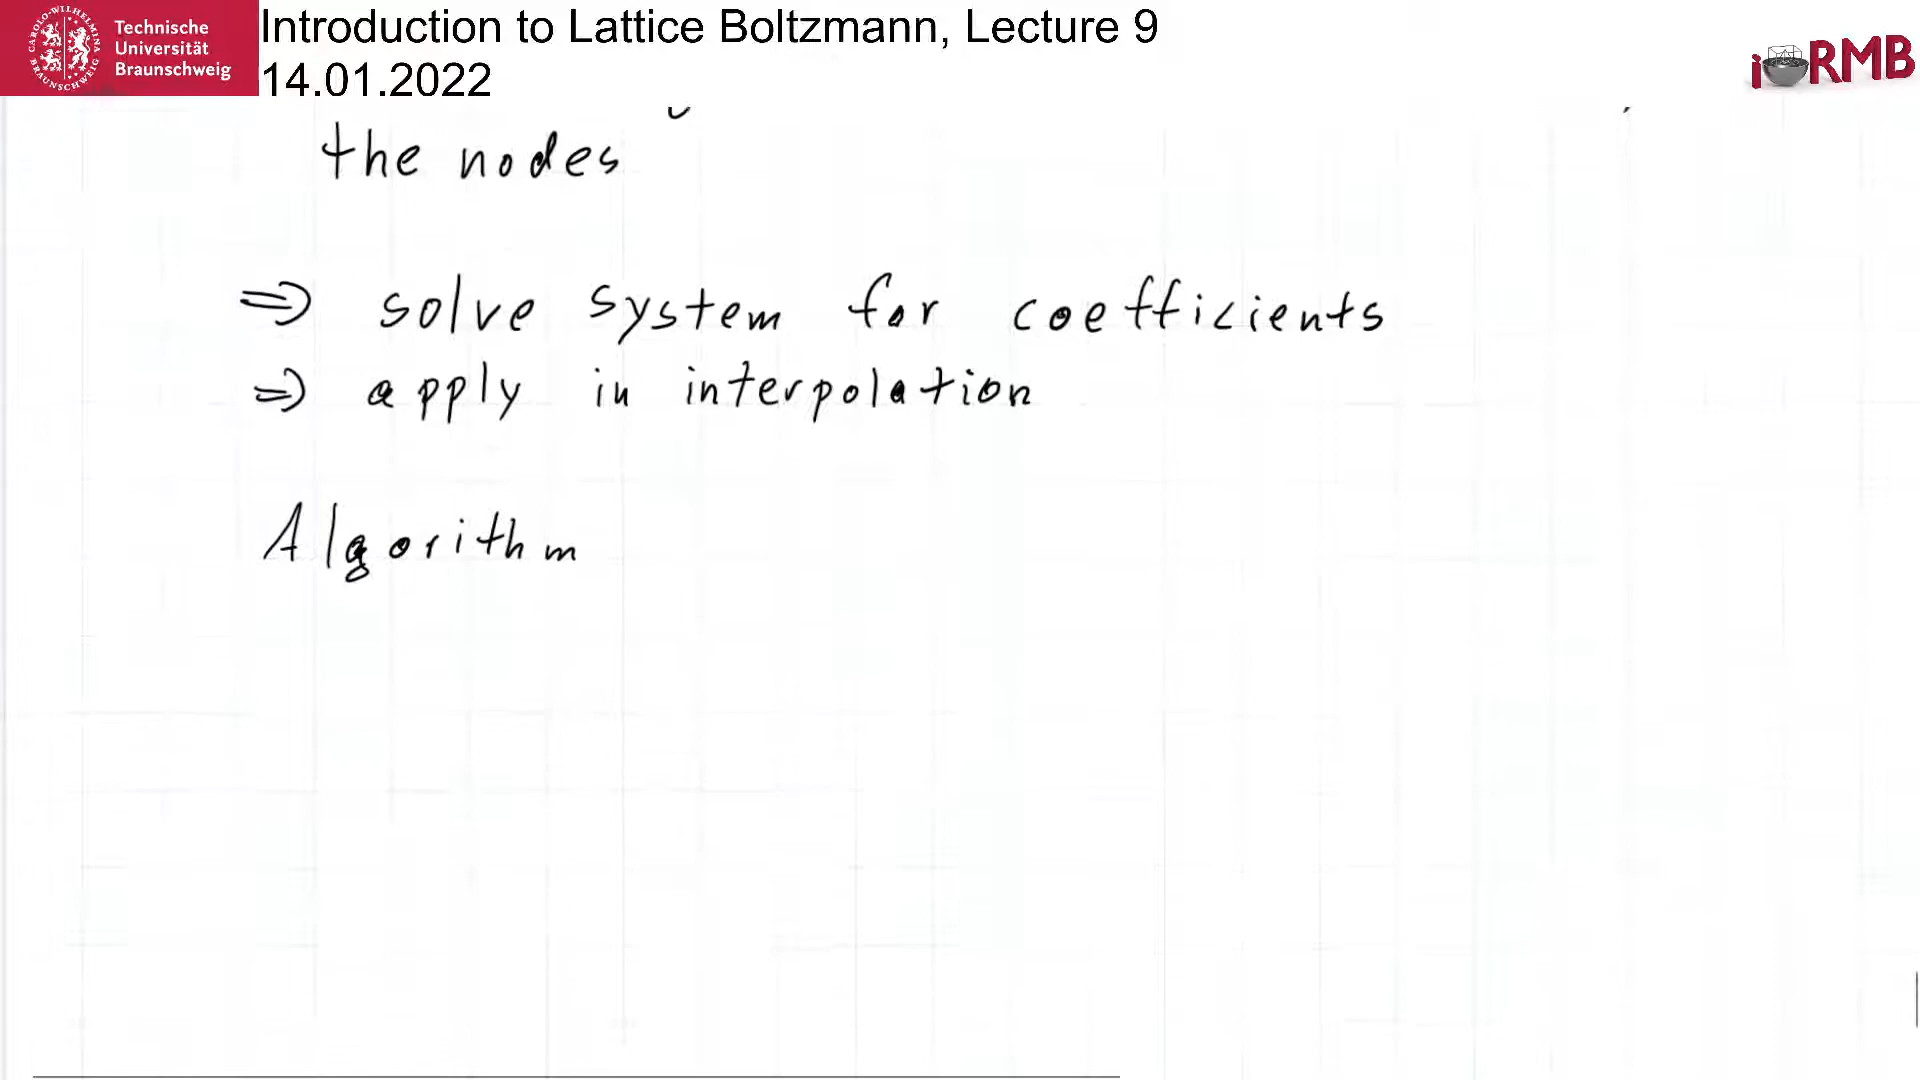 Technische
Universität
Braunschweig
Introduction to Lattice Boltzmann, Lecture 9
14.01.2022
iRMB
the nodes
⇒ solve system for coefficients
⇒ apply in interpolation
Algorithm